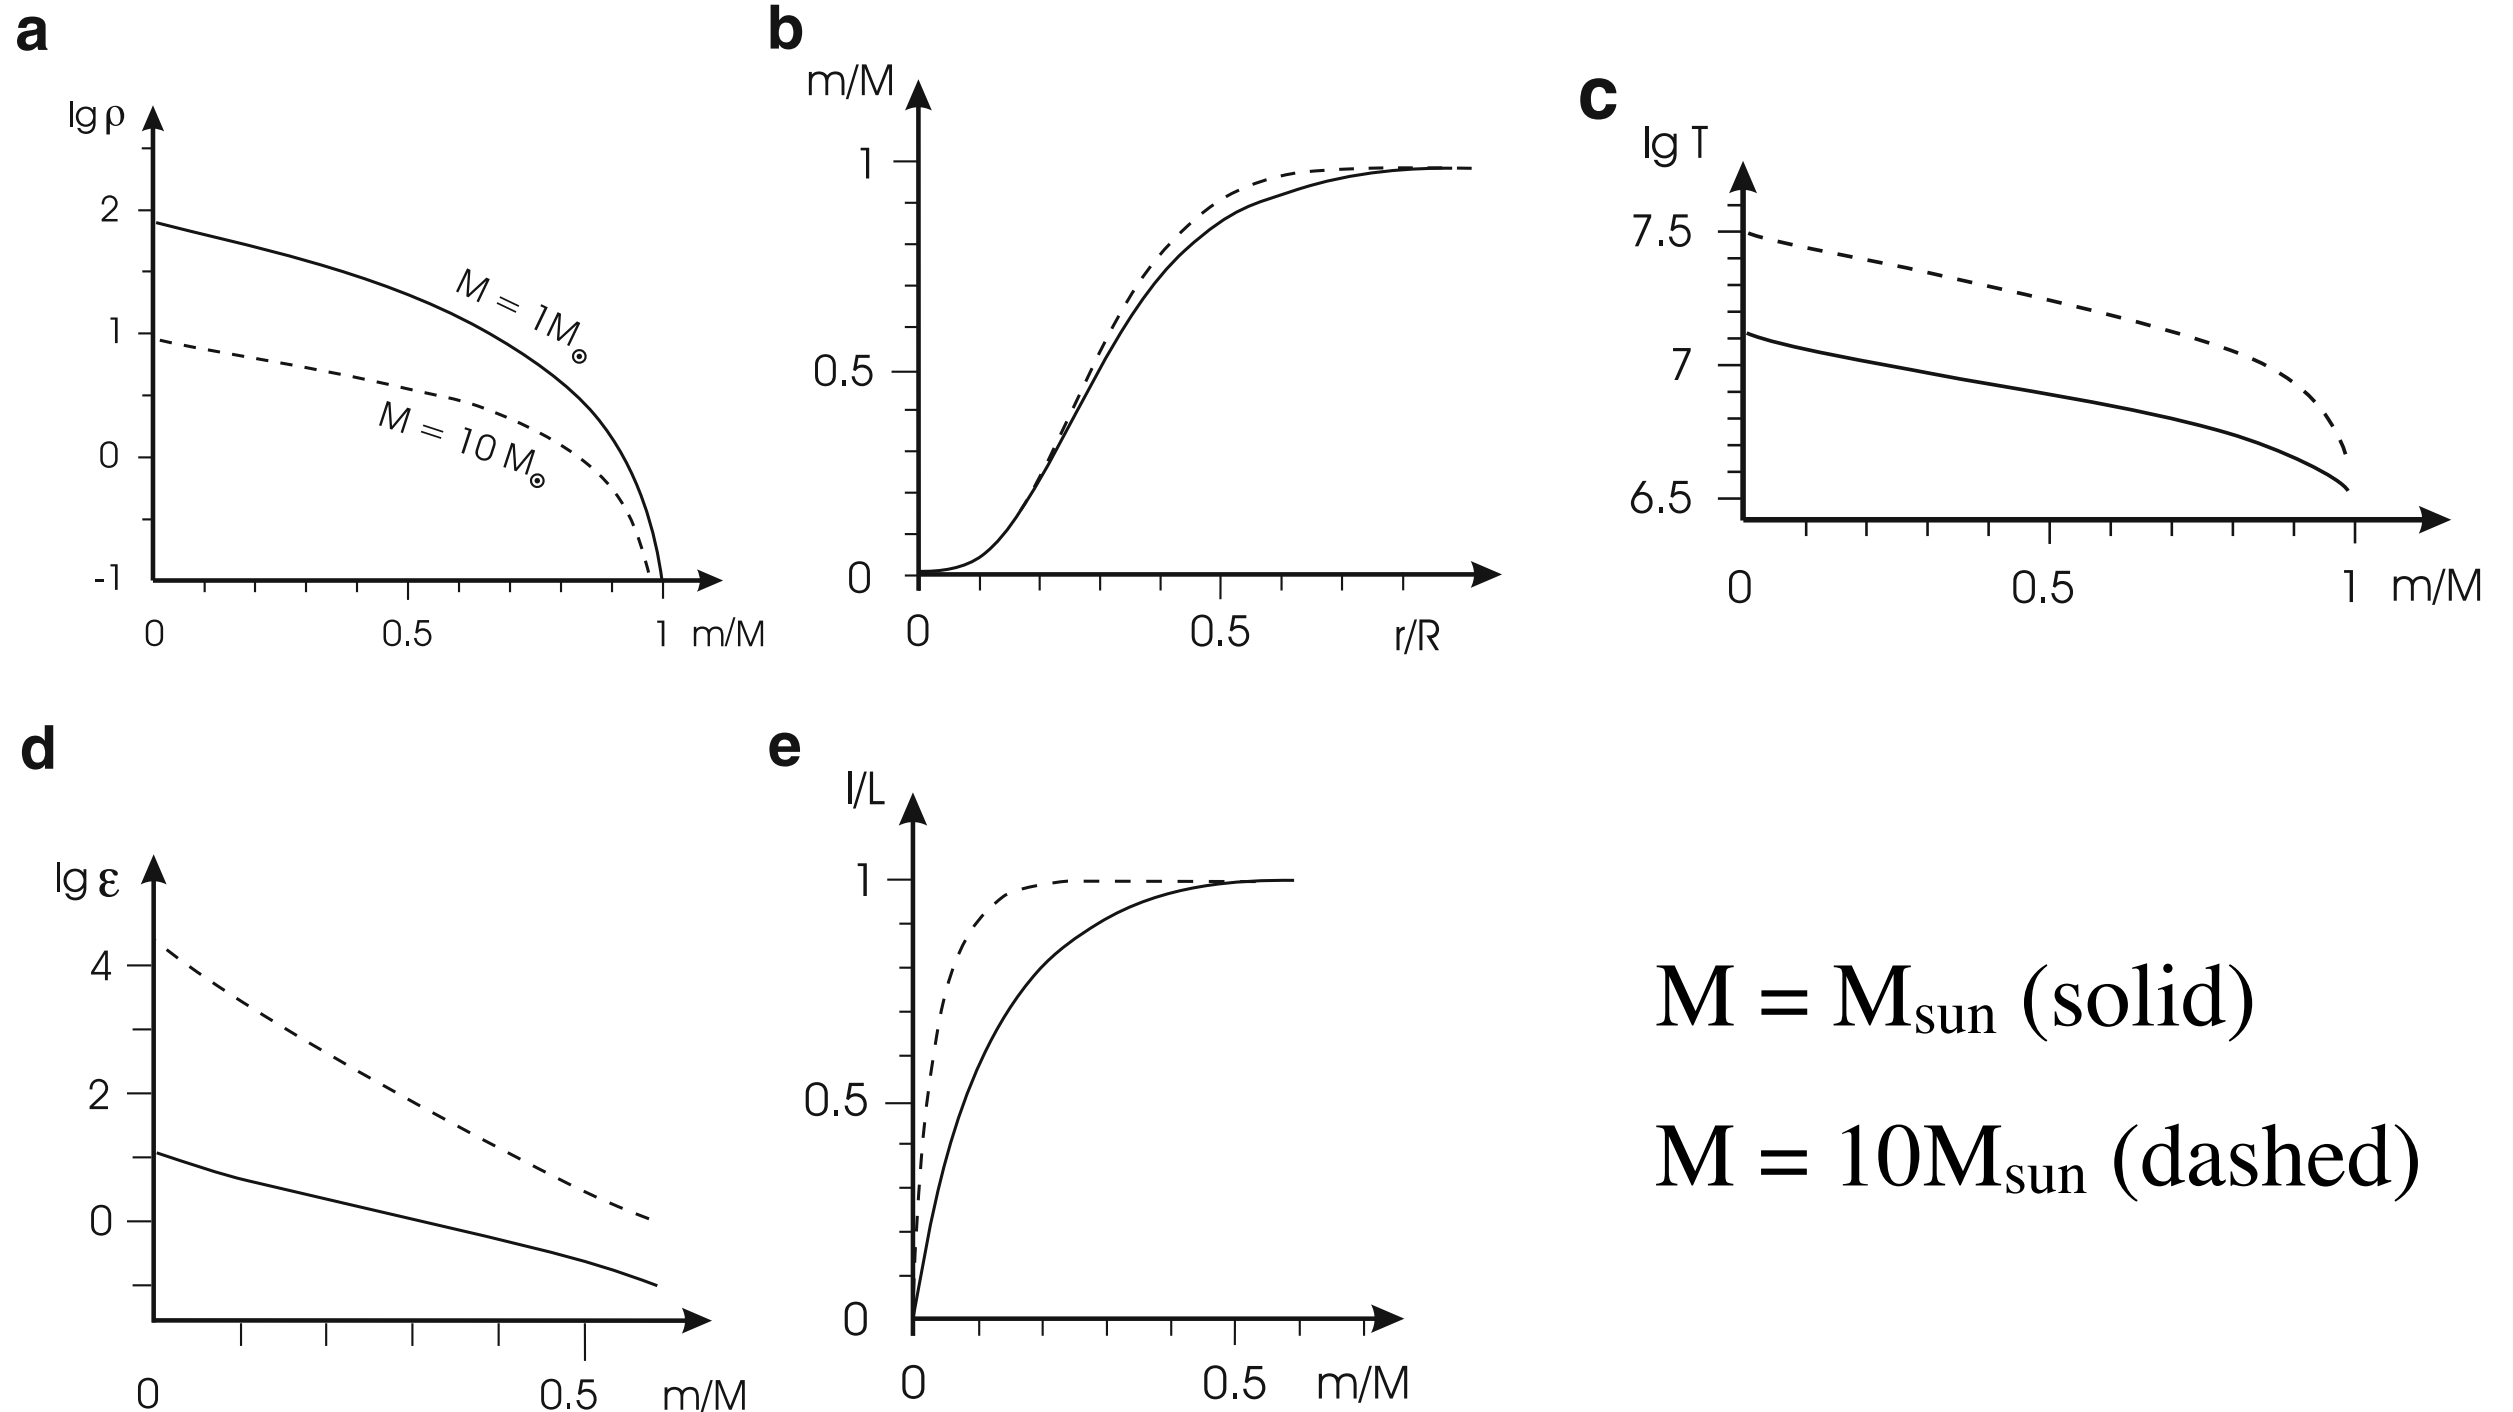 a
lg ρ
2
1
0
-1
0 0.5 1 m/M
M = 1M⊙
M = 10 M⊙
b
m/M
1
0.5
0
0 0.5 r/R
c
lg T
7.5
7
6.5
0 0.5 1 m/M
d
lg ε
4
2
0
0 0.5 m/M
e
l/L
1
0.5
0
0 0.5 m/M
M = Msun (solid)
M = 10Msun (dashed)